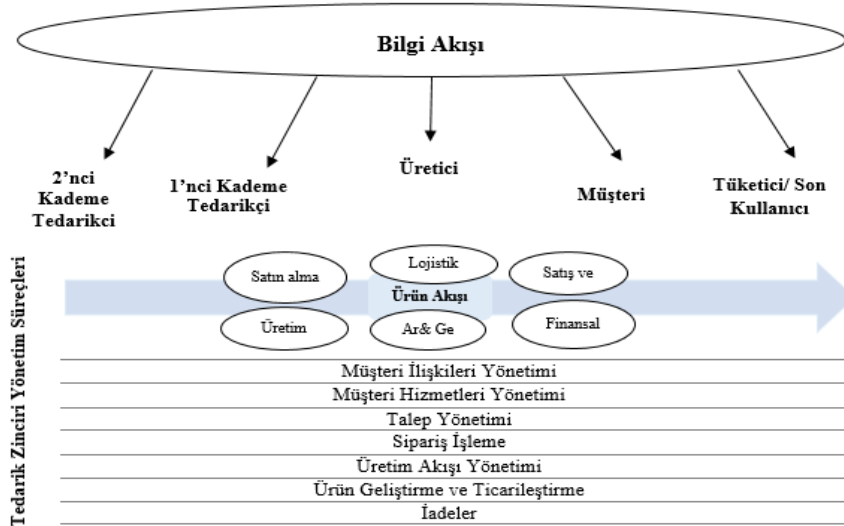 Bilgi Akışı
2’nci
Kademe
Tedarikci
1’nci Kademe
Tedarikçi
Üretici
Müşteri
Tüketici/ Son
Kullanıcı
Tedarik Zinciri Yönetim Süreçleri
Satın alma
Lojistik
Satış ve
Ürün Akışı
Üretim
Ar& Ge
Finansal
Müşteri İlişkileri Yönetimi
Müşteri Hizmetleri Yönetimi
Talep Yönetimi
Sipariş İşleme
Üretim Akışı Yönetimi
Ürün Geliştirme ve Ticarileştirme
İadeler